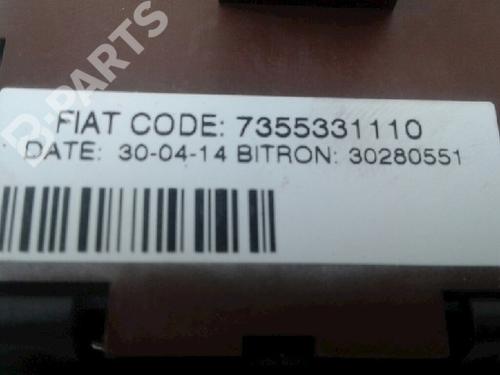 B-PARTS
FIAT CODE: 7355331110
DATE: 30-04-14 BITRON: 30280551